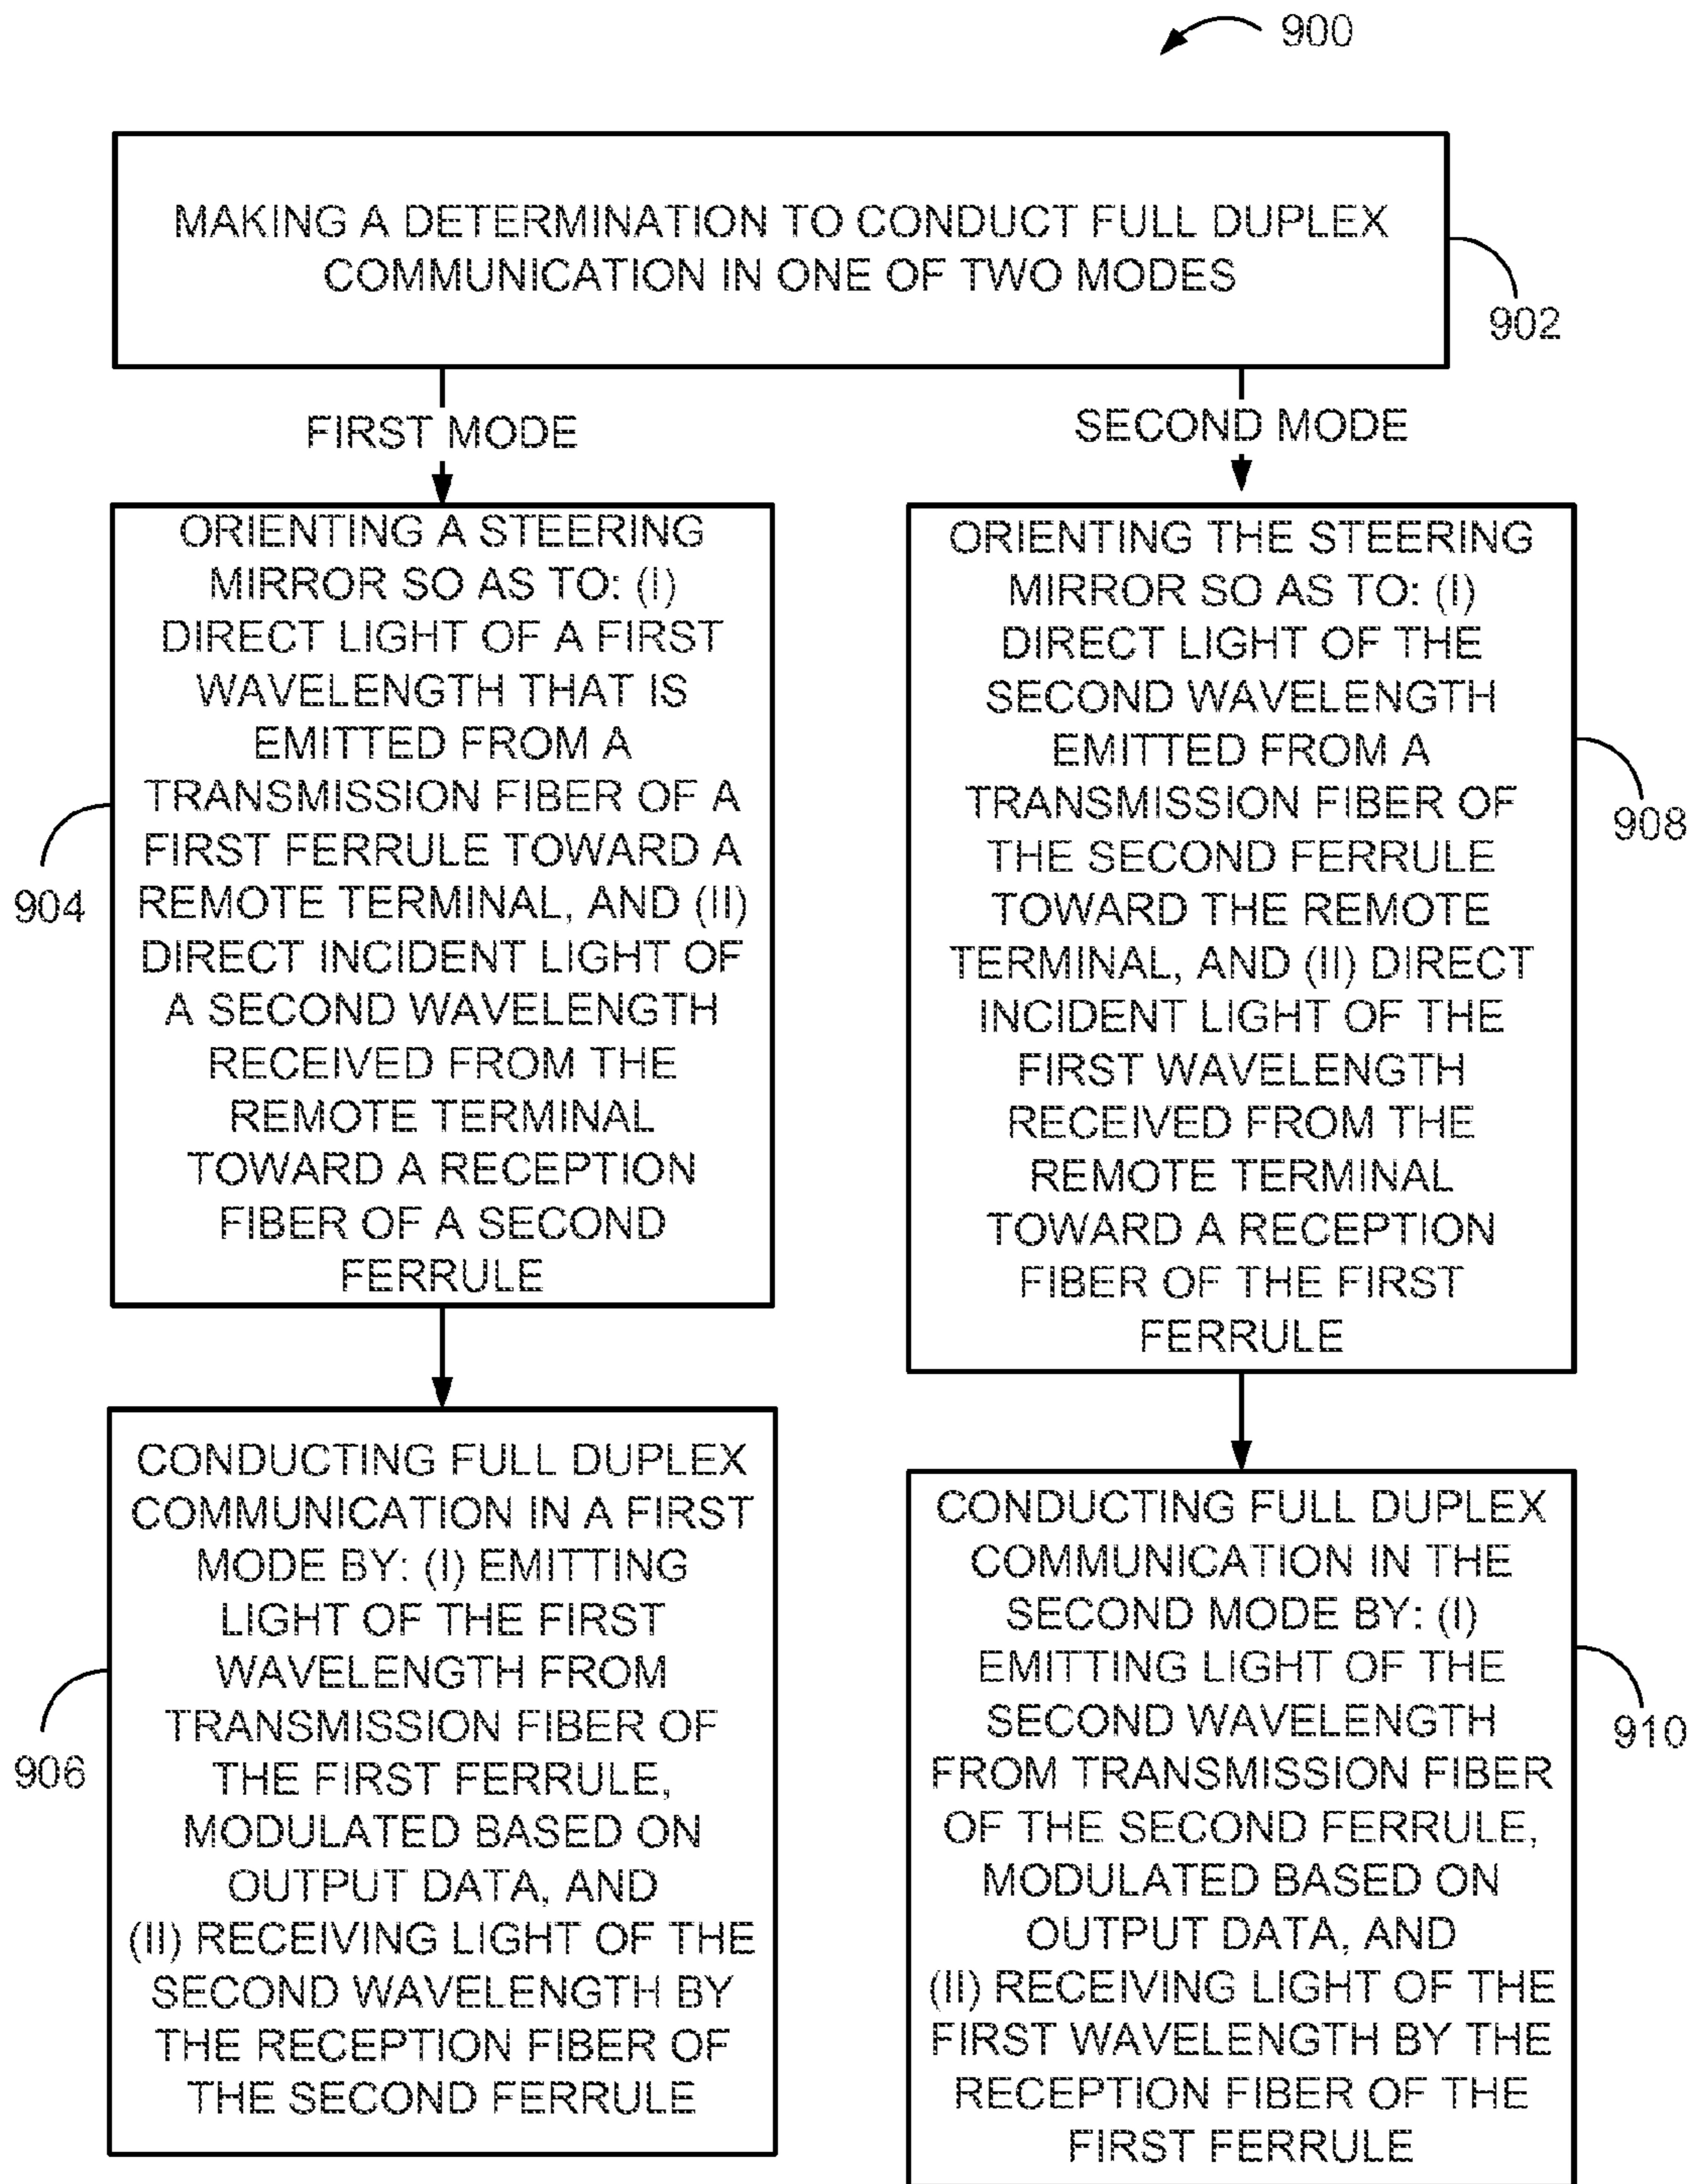 900
MAKING A DETERMINATION TO CONDUCT FULL DUPLEX
COMMUNICATION IN ONE OF TWO MODES
902
FIRST MODE
SECOND MODE
ORIENTING A STEERING
MIRROR SO AS TO: (I)
DIRECT LIGHT OF A FIRST
WAVELENGTH THAT IS
EMITTED FROM A
TRANSMISSION FIBER OF A
FIRST FERRULE TOWARD A
REMOTE TERMINAL, AND (II)
DIRECT INCIDENT LIGHT OF
A SECOND WAVELENGTH
RECEIVED FROM THE
REMOTE TERMINAL
TOWARD A RECEPTION
FIBER OF A SECOND
FERRULE
904
ORIENTING THE STEERING
MIRROR SO AS TO: (I)
DIRECT LIGHT OF THE
SECOND WAVELENGTH
EMITTED FROM A
TRANSMISSION FIBER OF
THE SECOND FERRULE
TOWARD THE REMOTE
TERMINAL, AND (II) DIRECT
INCIDENT LIGHT OF THE
FIRST WAVELENGTH
RECEIVED FROM THE
REMOTE TERMINAL
TOWARD A RECEPTION
FIBER OF THE FIRST
FERRULE
908
CONDUCTING FULL DUPLEX
COMMUNICATION IN A FIRST
MODE BY: (I) EMITTING
LIGHT OF THE FIRST
WAVELENGTH FROM
TRANSMISSION FIBER OF
THE FIRST FERRULE,
MODULATED BASED ON
OUTPUT DATA, AND
(II) RECEIVING LIGHT OF THE
SECOND WAVELENGTH BY
THE RECEPTION FIBER OF
THE SECOND FERRULE
906
CONDUCTING FULL DUPLEX
COMMUNICATION IN THE
SECOND MODE BY: (I)
EMITTING LIGHT OF THE
SECOND WAVELENGTH
FROM TRANSMISSION FIBER
OF THE SECOND FERRULE,
MODULATED BASED ON
OUTPUT DATA, AND
(II) RECEIVING LIGHT OF THE
FIRST WAVELENGTH BY THE
RECEPTION FIBER OF THE
FIRST FERRULE
910